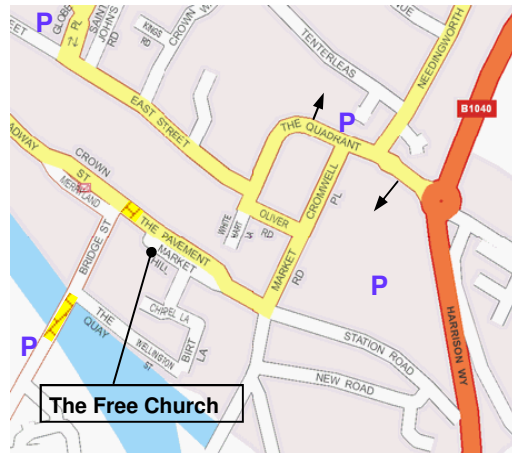 P
GLOBE
PL
SAINT
JOHN'S
RD
CROWN
KINGS
RD
TENTERLEAS
NEEDINGWORTH
B1040
EAST STREET
THE QUADRANT
P
CROMWELL
PL
CROWN
ST
MERRYLAND
THE PAVEMENT
WHITE
HART
LA
OLIVER
RD
BRIDGE ST
MARKET
HILL
MARKET
RD
P
CHAPEL LA
THE
QUAY
WELLINGTON
ST
BIRT
LA
STATION ROAD
HARRISON WY
P
NEW ROAD
The Free Church